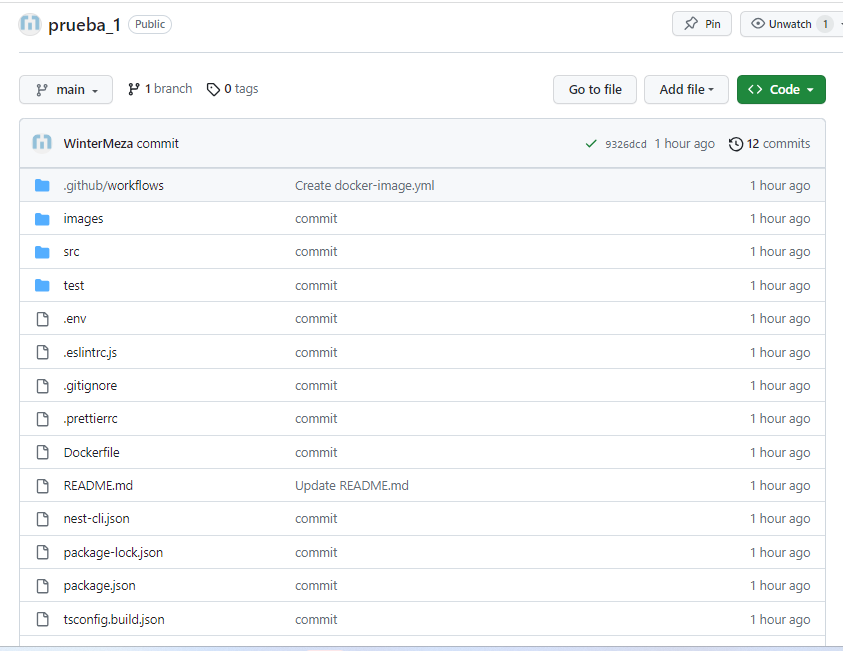 prueba_1 Public Pin Unwatch 1
main 1 branch 0 tags Go to file Add file Code
WinterMeza commit 9326dcd 1 hour ago 12 commits
.github/workflows Create docker-image.yml 1 hour ago
images commit 1 hour ago
src commit 1 hour ago
test commit 1 hour ago
.env commit 1 hour ago
.eslintrc.js commit 1 hour ago
.gitignore commit 1 hour ago
.prettierrc commit 1 hour ago
Dockerfile commit 1 hour ago
README.md Update README.md 1 hour ago
nest-cli.json commit 1 hour ago
package-lock.json commit 1 hour ago
package.json commit 1 hour ago
tsconfig.build.json commit 1 hour ago